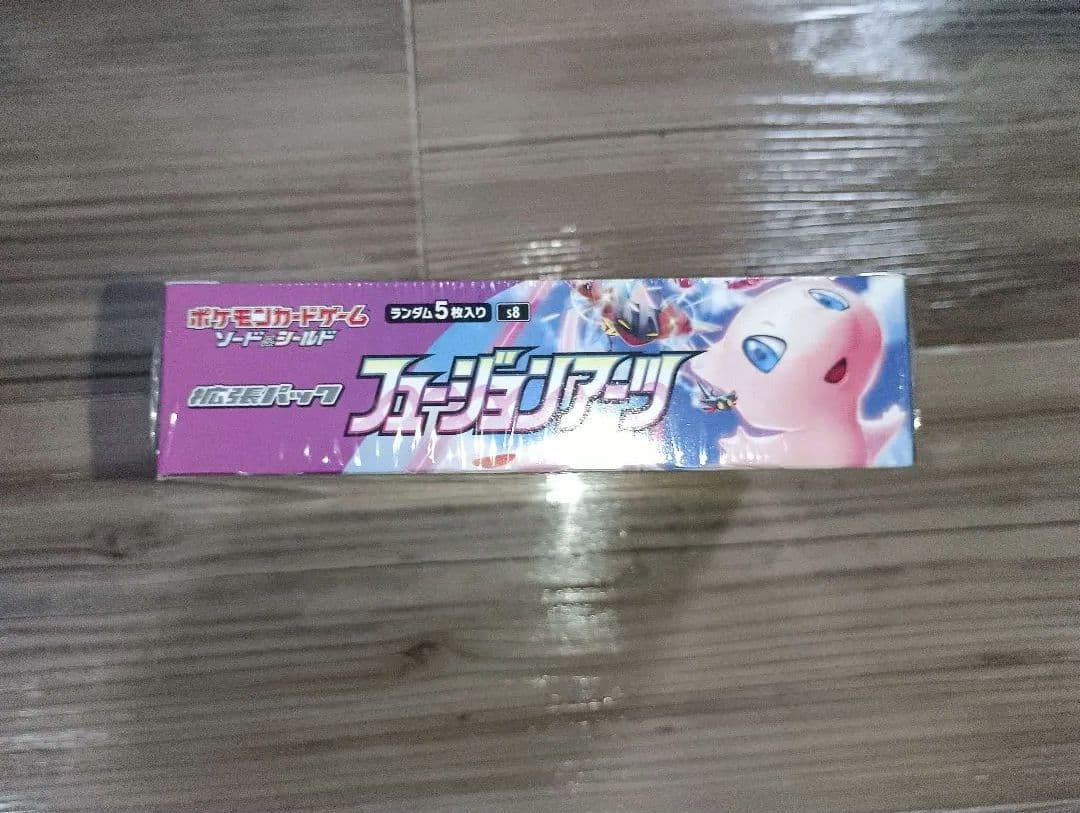 ポケモンカードゲーム
ソード&シールド
ランダム5枚入り s8
拡張パック
フュージョンアーツ